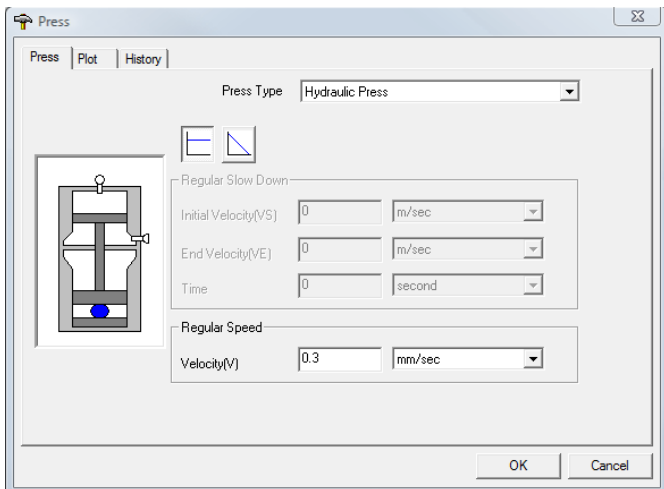 Press
Press Plot History
Press Type Hydraulic Press
Regular Slow Down
Initial Velocity(VS) 0 m/sec
End Velocity(VE) 0 m/sec
Time 0 second
Regular Speed
Velocity(V) 0.3 mm/sec
OK Cancel